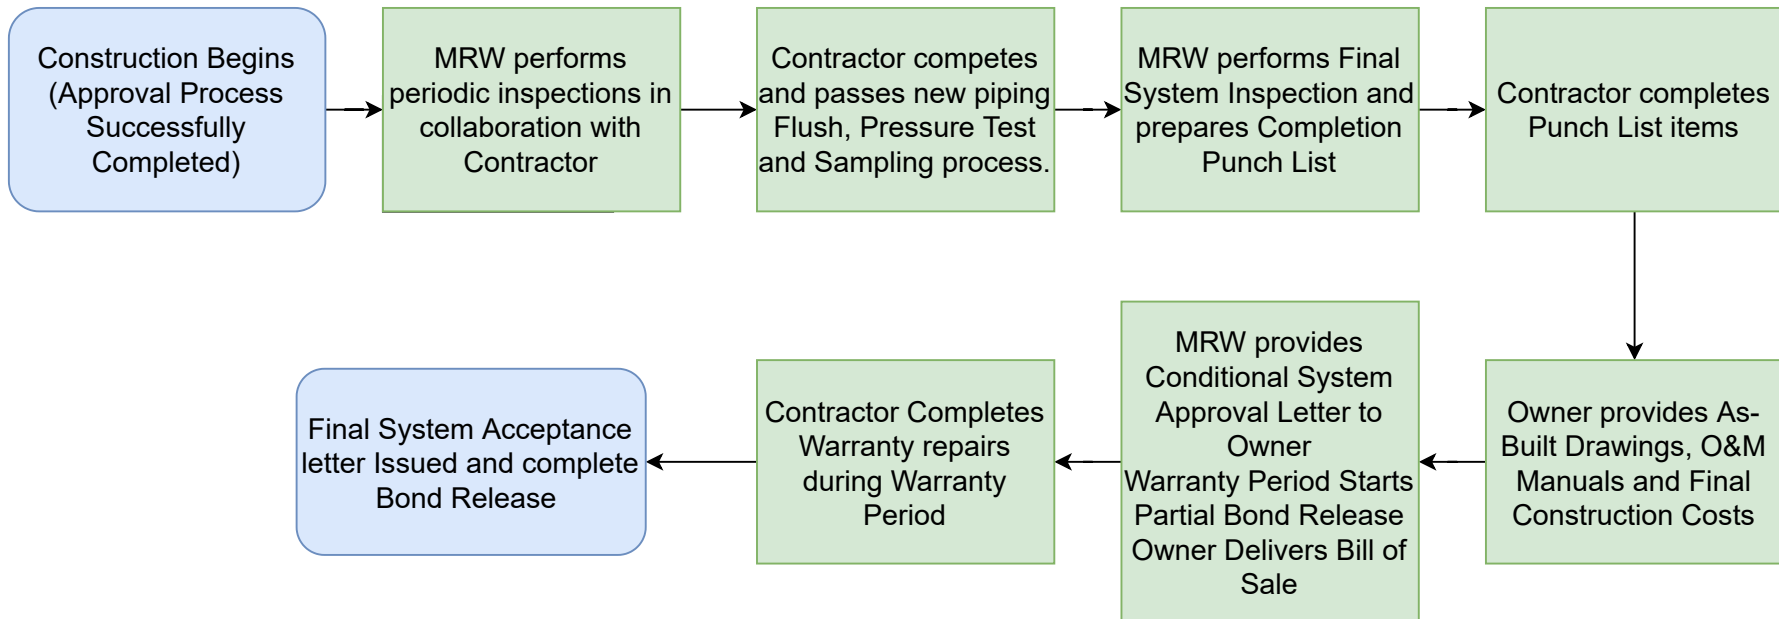 Construction Begins
(Approval Process
Successfully
Completed)
MRW performs
periodic inspections in
collaboration with
Contractor
Contractor competes
and passes new piping
Flush, Pressure Test
and Sampling process.
MRW performs Final
System Inspection and
prepares Completion
Punch List
Contractor completes
Punch List items
Owner provides As-
Built Drawings, O&M
Manuals and Final
Construction Costs
MRW provides
Conditional System
Approval Letter to
Owner
Warranty Period Starts
Partial Bond Release
Owner Delivers Bill of
Sale
Contractor Completes
Warranty repairs
during Warranty
Period
Final System Acceptance
letter Issued and complete
Bond Release